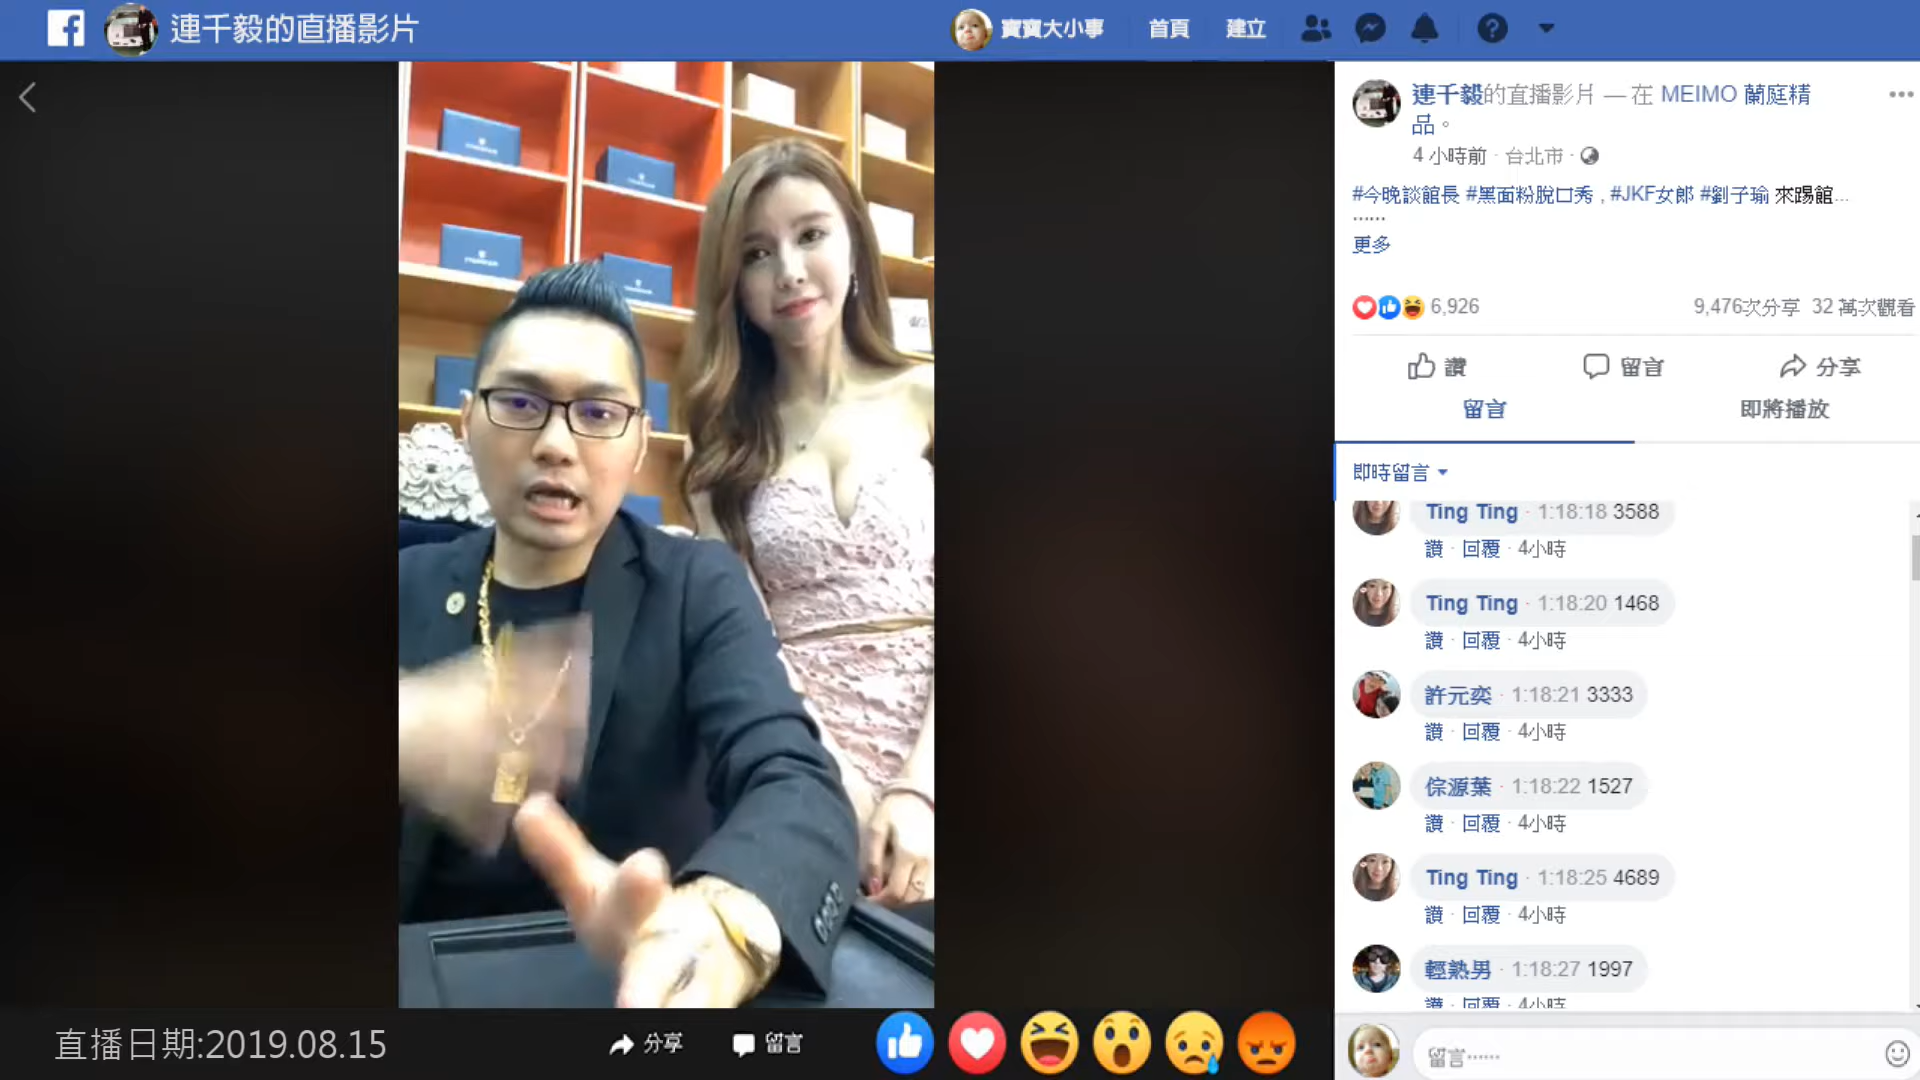 連千毅的直播影片
寶寶大小事
首頁
建立
連千毅的直播影片 — 在 MEIMO 蘭庭精
品。
4 小時前 · 台北市 ·
#今晚談館長 #黑面粉脫口秀 , #JKF女郎 #劉子瑜 來踢館...
......
更多
6,926
9,476次分享 32 萬次觀看
讚
留言
分享
留言
即將播放
即時留言
Ting Ting · 1:18:18 3588
讚 · 回覆 · 4小時
Ting Ting · 1:18:20 1468
讚 · 回覆 · 4小時
許元奕 · 1:18:21 3333
讚 · 回覆 · 4小時
倧源葉 · 1:18:22 1527
讚 · 回覆 · 4小時
Ting Ting · 1:18:25 4689
讚 · 回覆 · 4小時
輕熟男 · 1:18:27 1997
讚 · 回覆 · 4小時
直播日期:2019.08.15
分享
留言
留言......